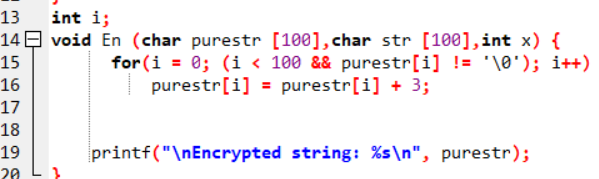 13 int i;
14 void En (char purestr [100],char str [100],int x) {
15 for(i = 0; (i < 100 && purestr[i] != '\0'); i++)
16 purestr[i] = purestr[i] + 3;
17
18
19 printf("\nEncrypted string: %s\n", purestr);
20 }